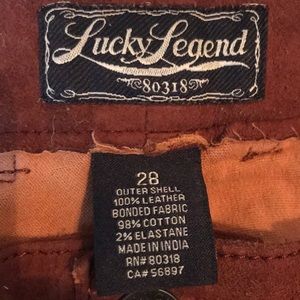 Lucky Legend
80318
28
OUTER SHELL
100% LEATHER
BONDED FABRIC
98% COTTON
2% ELASTANE
MADE IN INDIA
RN# 80318
CA# 56897